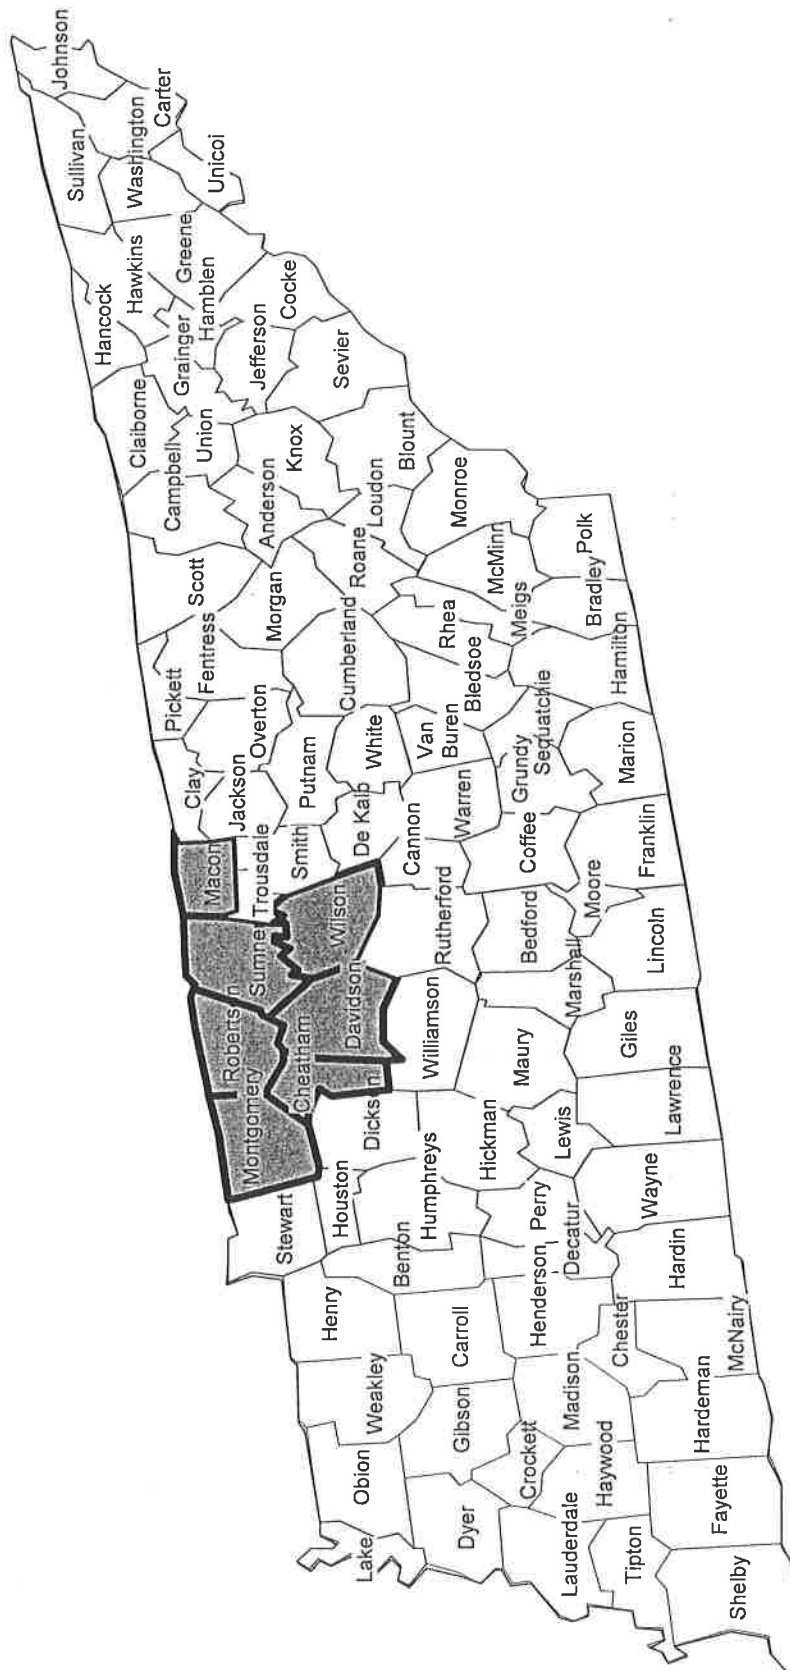 Johnson
Carter
Sullivan
Washington
Unicoi
Hancock
Hawkins
Greene
Hamblen
Cocke
Grainger
Jefferson
Sevier
Claiborne
Union
Campbell
Knox
Anderson
Blount
Loudon
Monroe
Scott
Morgan
Roane
McMinn
Polk
Bradley
Meigs
Rhea
Hamilton
Pickett
Fentress
Cumberland
Bledsoe
Sequatchie
Overton
Clay
Jackson
Putnam
White
Van
Buren
Grundy
Marion
Macon
Trousdale
Smith
De Kalb
Cannon
Warren
Coffee
Franklin
Sumner
Wilson
Rutherford
Bedford
Moore
Lincoln
Marshall
Robertson
Montgomery
Cheatham
Davidson
Williamson
Maury
Giles
Dickson
Hickman
Lewis
Lawrence
Stewart
Houston
Humphreys
Perry
Wayne
Benton
Decatur
Hardin
Henry
Carroll
Henderson
Chester
McNairy
Weakley
Gibson
Madison
Hardeman
Obion
Crockett
Haywood
Lake
Dyer
Lauderdale
Tipton
Fayette
Shelby